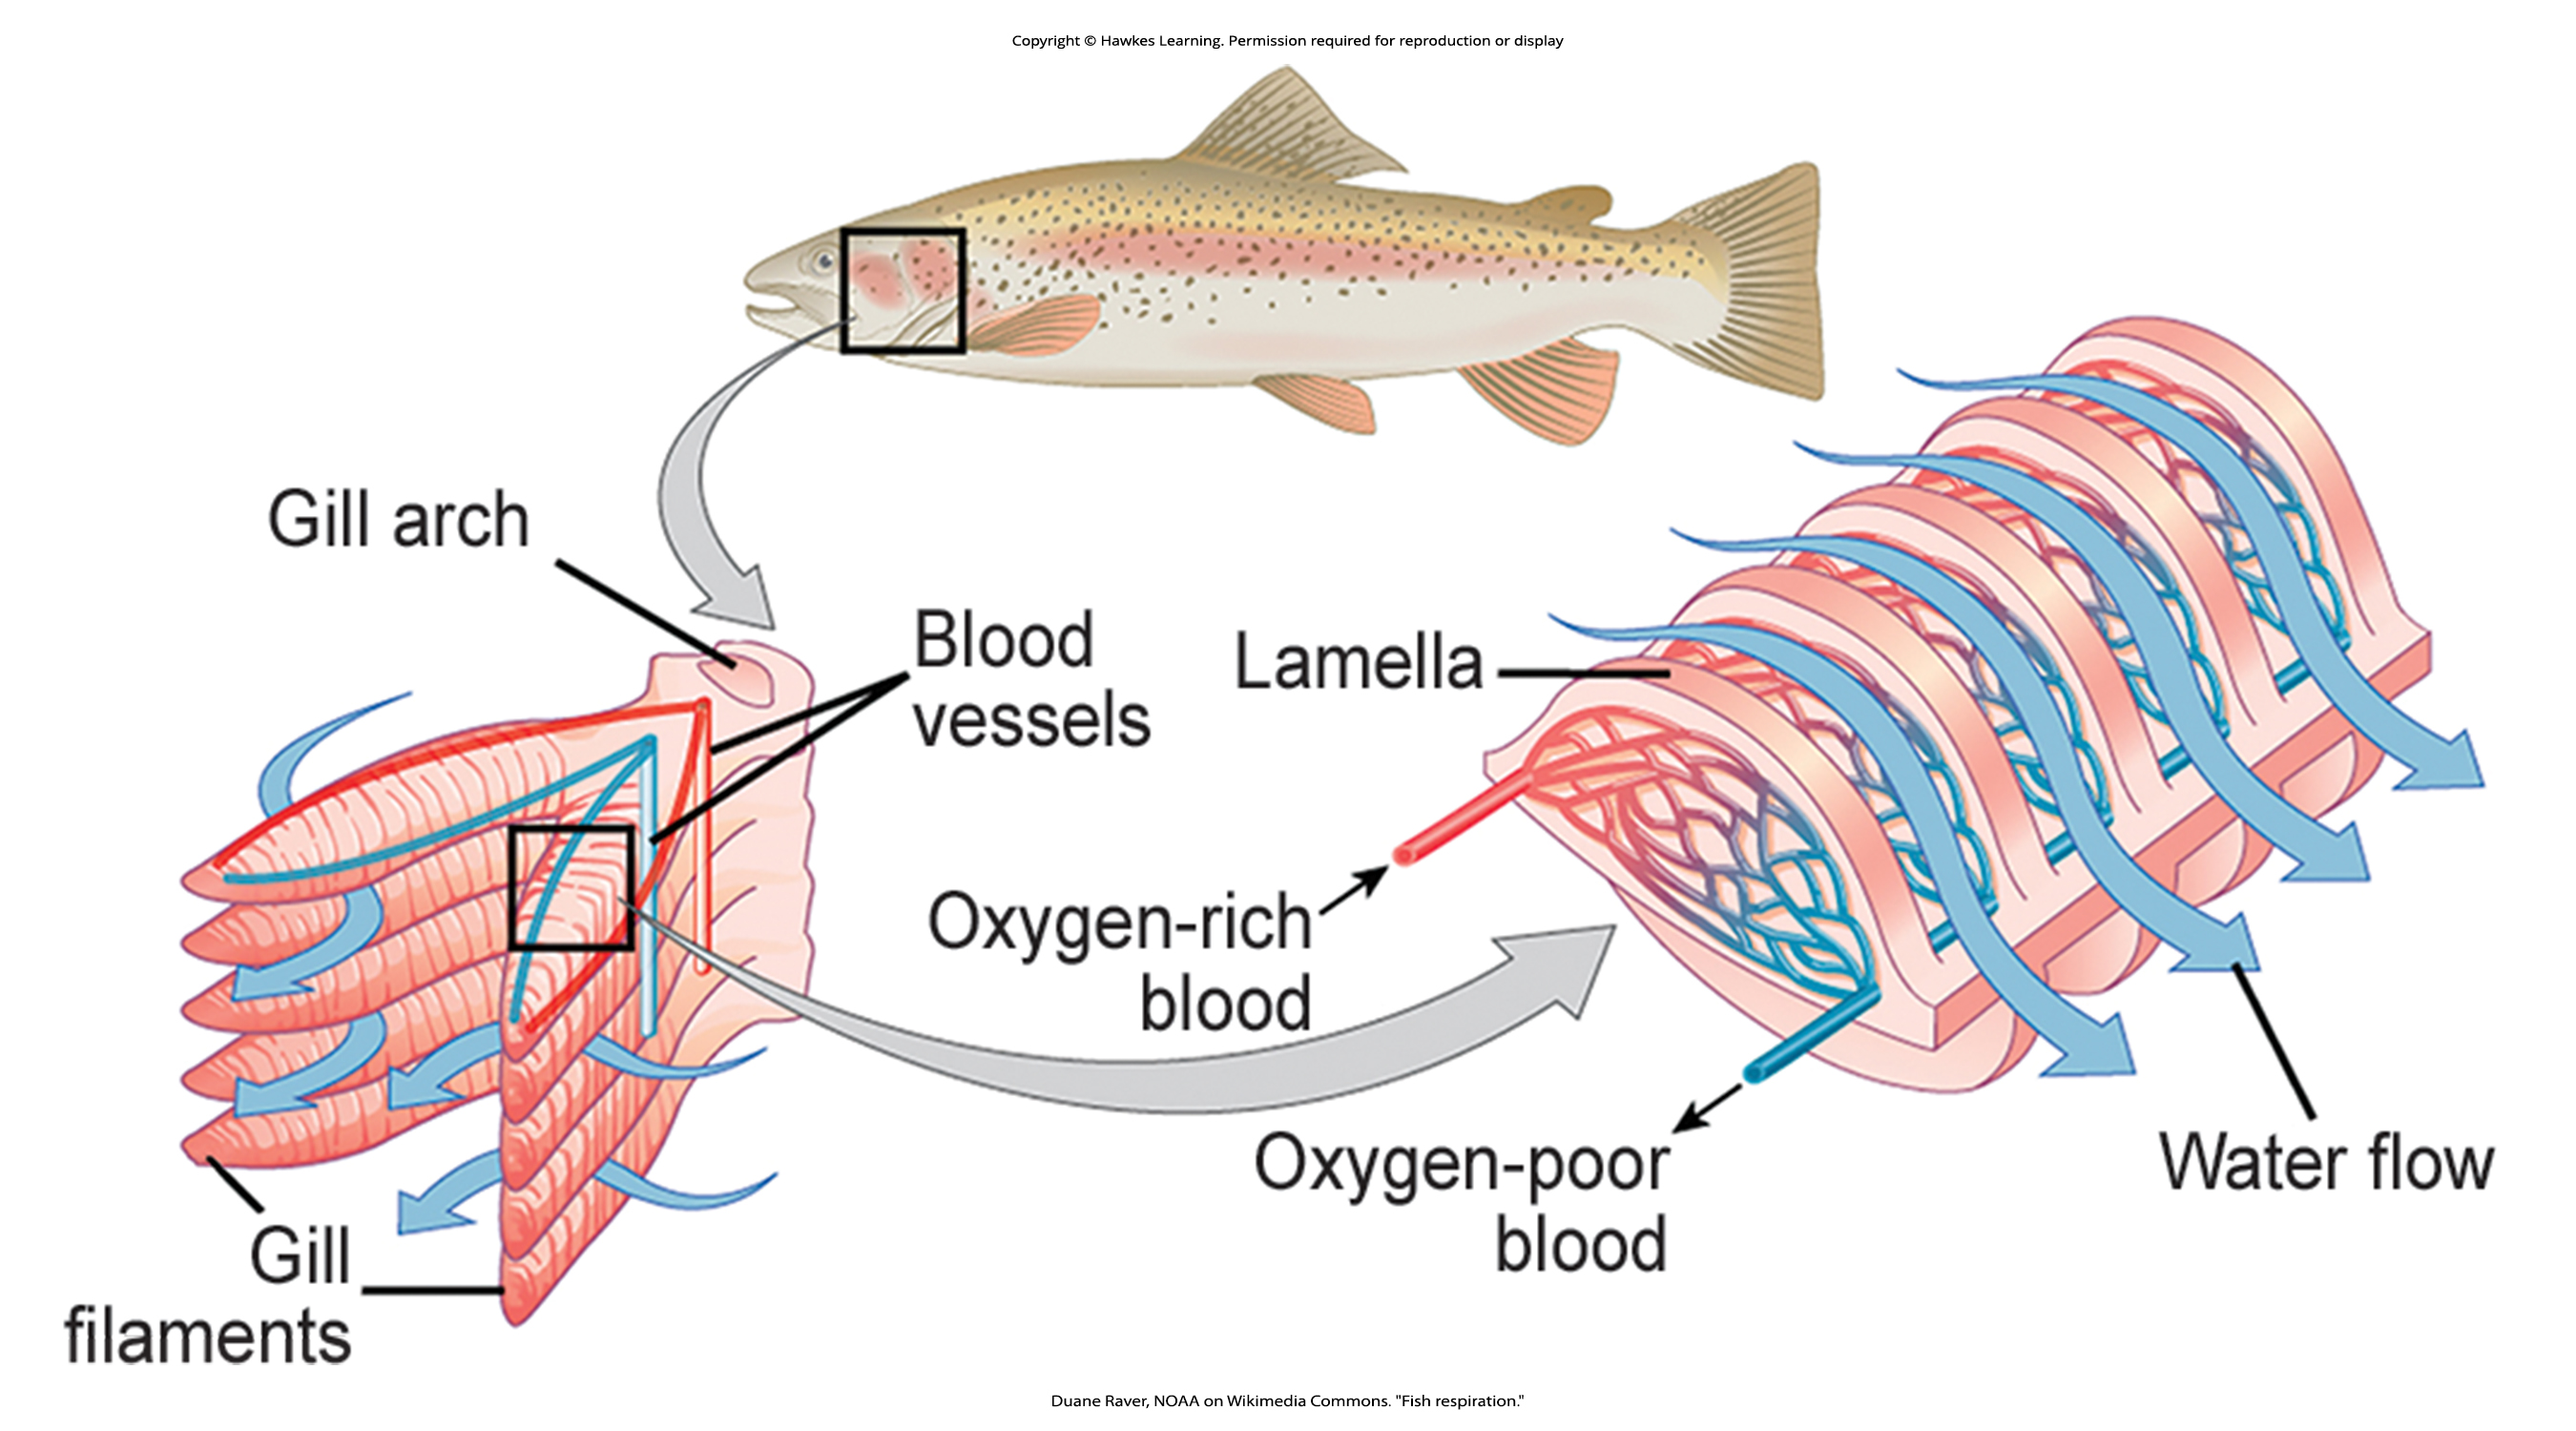 Copyright © Hawkes Learning. Permission required for reproduction or display
Gill arch
Blood
vessels
Lamella
Oxygen-rich
blood
Oxygen-poor
blood
Water flow
Gill
filaments
Duane Raver, NOAA on Wikimedia Commons. "Fish respiration."